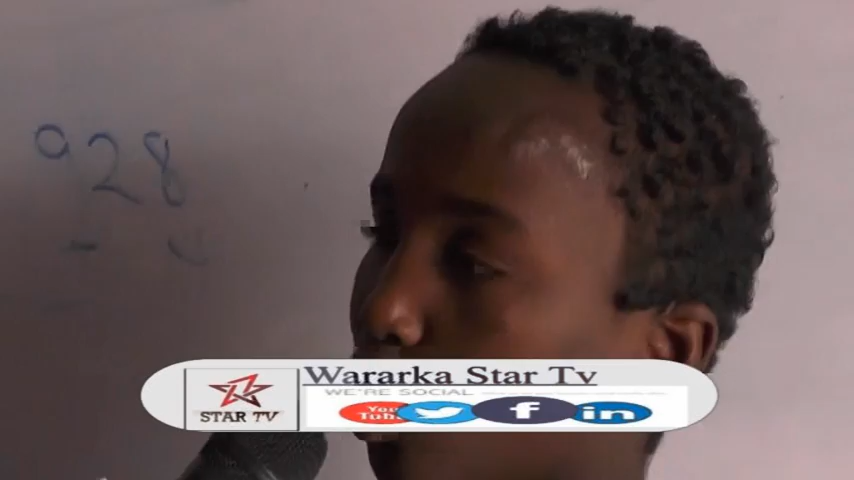 928
Wararka Star Tv
WE'RE SOCIAL
STAR TV
You
Tube
f
in